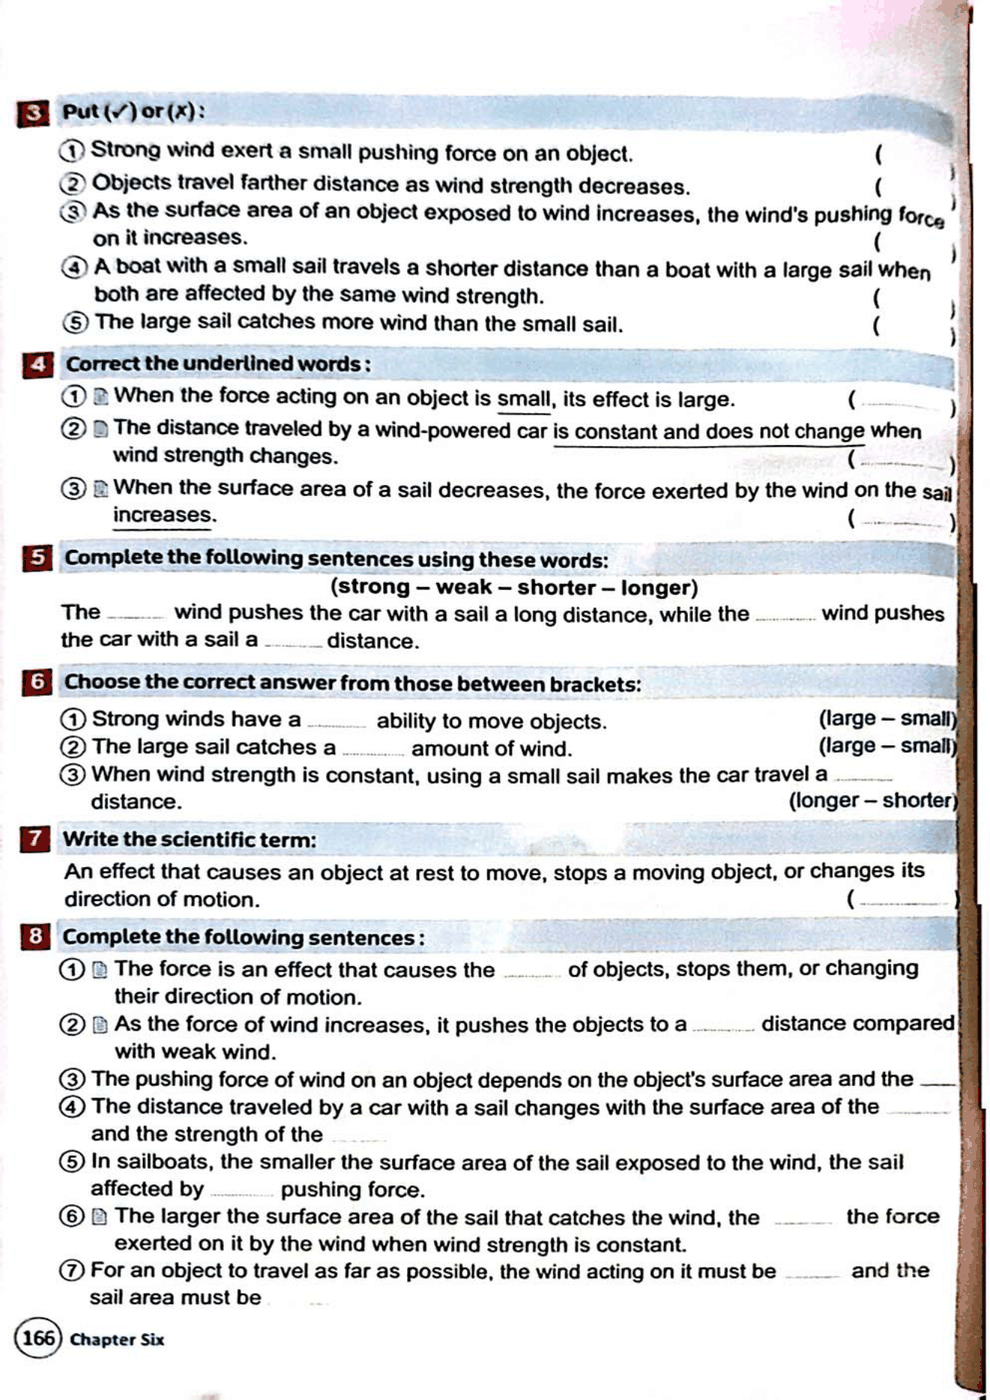 3 Put (✓) or (✗) :
① Strong wind exert a small pushing force on an object. ( )
② Objects travel farther distance as wind strength decreases. ( )
③ As the surface area of an object exposed to wind increases, the wind's pushing force
on it increases. ( )
④ A boat with a small sail travels a shorter distance than a boat with a large sail when
both are affected by the same wind strength. ( )
⑤ The large sail catches more wind than the small sail. ( )
4 Correct the underlined words :
① When the force acting on an object is small, its effect is large. (............)
② The distance traveled by a wind-powered car is constant and does not change when
wind strength changes. (............)
③ When the surface area of a sail decreases, the force exerted by the wind on the sail
increases. (............)
5 Complete the following sentences using these words:
(strong – weak – shorter – longer)
The ............ wind pushes the car with a sail a long distance, while the ............ wind pushes
the car with a sail a ............ distance.
6 Choose the correct answer from those between brackets:
① Strong winds have a ............ ability to move objects. (large – small)
② The large sail catches a ............ amount of wind. (large – small)
③ When wind strength is constant, using a small sail makes the car travel a ............
distance. (longer – shorter)
7 Write the scientific term:
An effect that causes an object at rest to move, stops a moving object, or changes its
direction of motion. (............)
8 Complete the following sentences :
① The force is an effect that causes the ............ of objects, stops them, or changing
their direction of motion.
② As the force of wind increases, it pushes the objects to a ............ distance compared
with weak wind.
③ The pushing force of wind on an object depends on the object's surface area and the ............
④ The distance traveled by a car with a sail changes with the surface area of the ............
and the strength of the ............
⑤ In sailboats, the smaller the surface area of the sail exposed to the wind, the sail
affected by ............ pushing force.
⑥ The larger the surface area of the sail that catches the wind, the ............ the force
exerted on it by the wind when wind strength is constant.
⑦ For an object to travel as far as possible, the wind acting on it must be ............ and the
sail area must be ............
166 Chapter Six